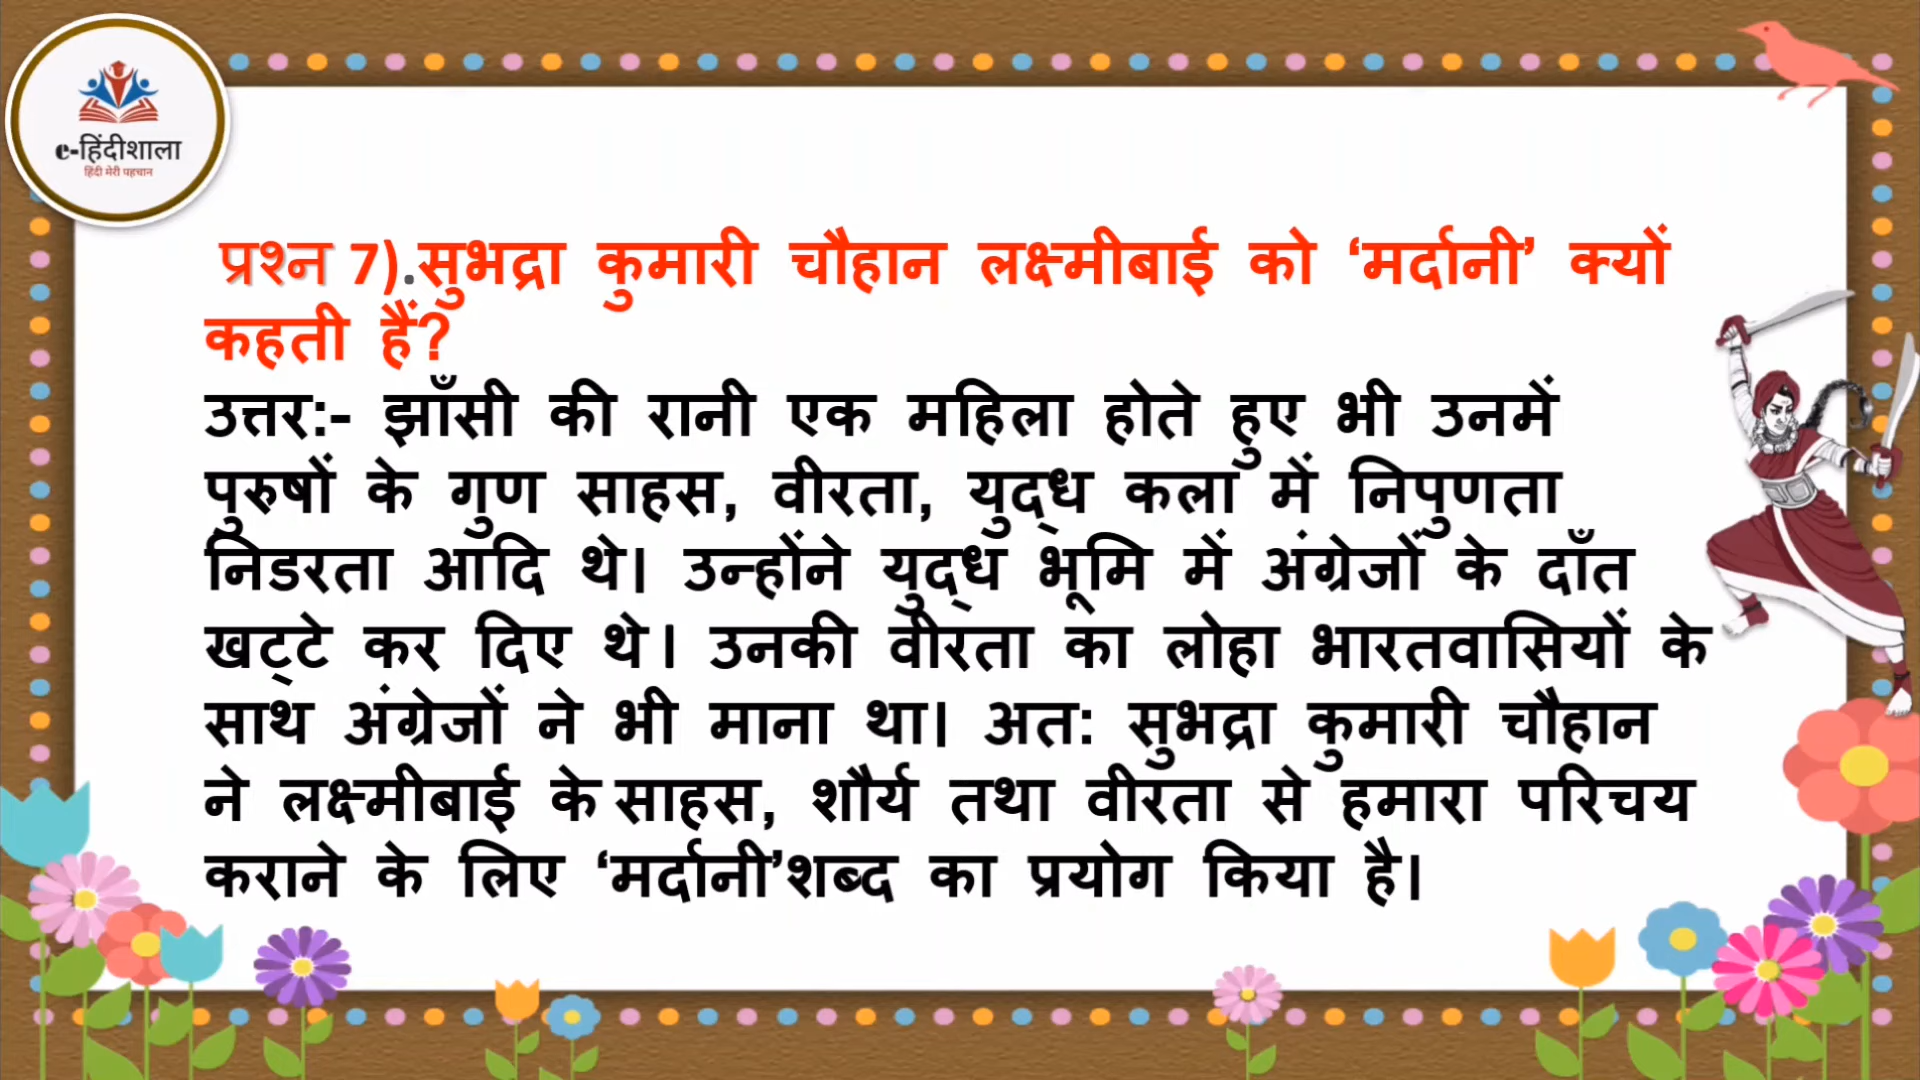 e-हिंदीशाला
हिंदी मेरी पहचान
प्रश्न 7).सुभद्रा कुमारी चौहान लक्ष्मीबाई को ‘मर्दानी’ क्यों
कहती हैं?
उत्तर:- झाँसी की रानी एक महिला होते हुए भी उनमें
पुरुषों के गुण साहस, वीरता, युद्ध कला में निपुणता
निडरता आदि थे। उन्होंने युद्ध भूमि में अंग्रेजों के दाँत
खट्टे कर दिए थे। उनकी वीरता का लोहा भारतवासियों के
साथ अंग्रेजों ने भी माना था। अत: सुभद्रा कुमारी चौहान
ने लक्ष्मीबाई के साहस, शौर्य तथा वीरता से हमारा परिचय
कराने के लिए ‘मर्दानी’शब्द का प्रयोग किया है।